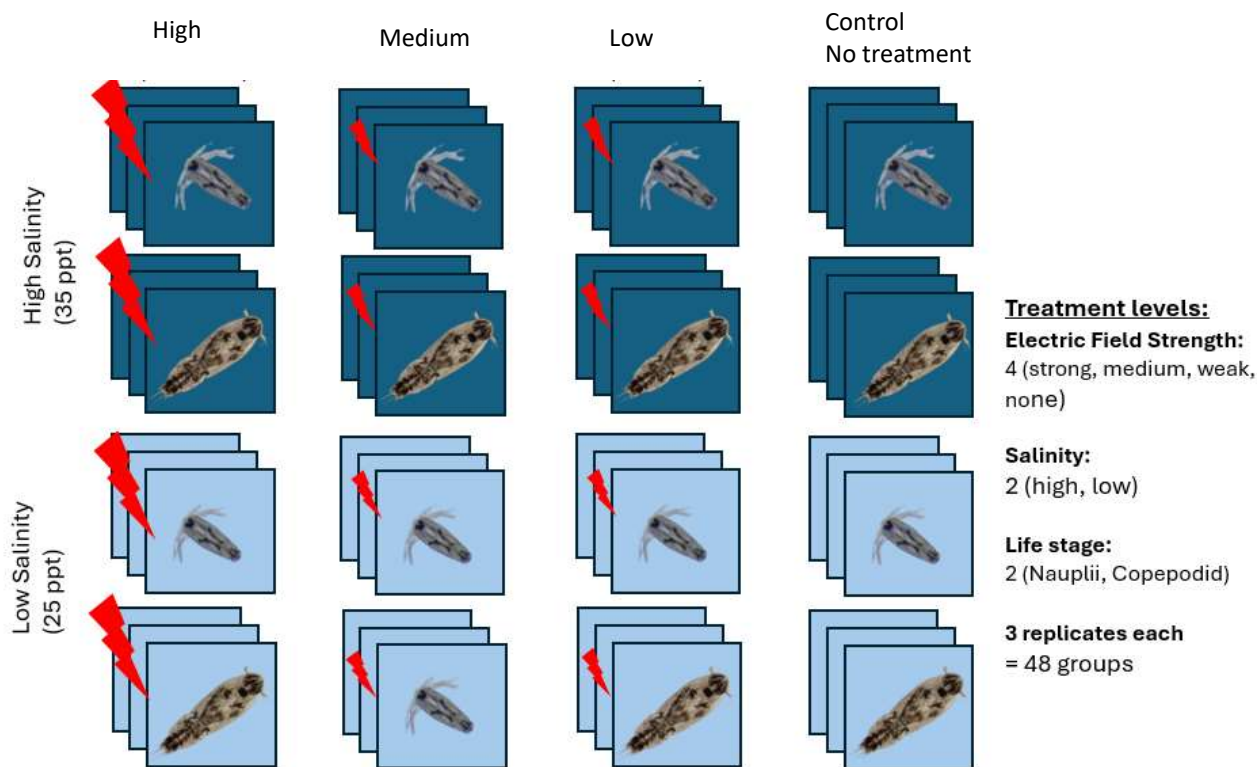 High
Medium
Low
Control
No treatment
High Salinity
(35 ppt)
Low Salinity
(25 ppt)
Treatment levels:
Electric Field Strength:
4 (strong, medium, weak,
none)
Salinity:
2 (high, low)
Life stage:
2 (Nauplii, Copepodid)
3 replicates each
= 48 groups